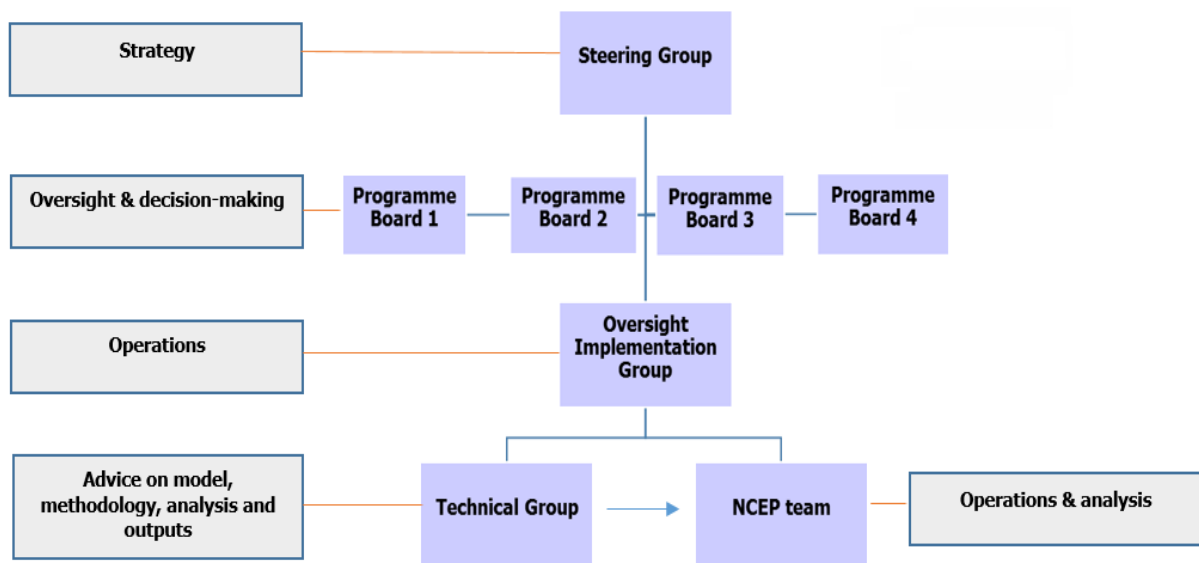 Strategy
Steering Group
Oversight & decision-making
Programme
Board 1
Programme
Board 2
Programme
Board 3
Programme
Board 4
Operations
Oversight
Implementation
Group
Advice on model,
methodology, analysis and
outputs
Technical Group
NCEP team
Operations & analysis